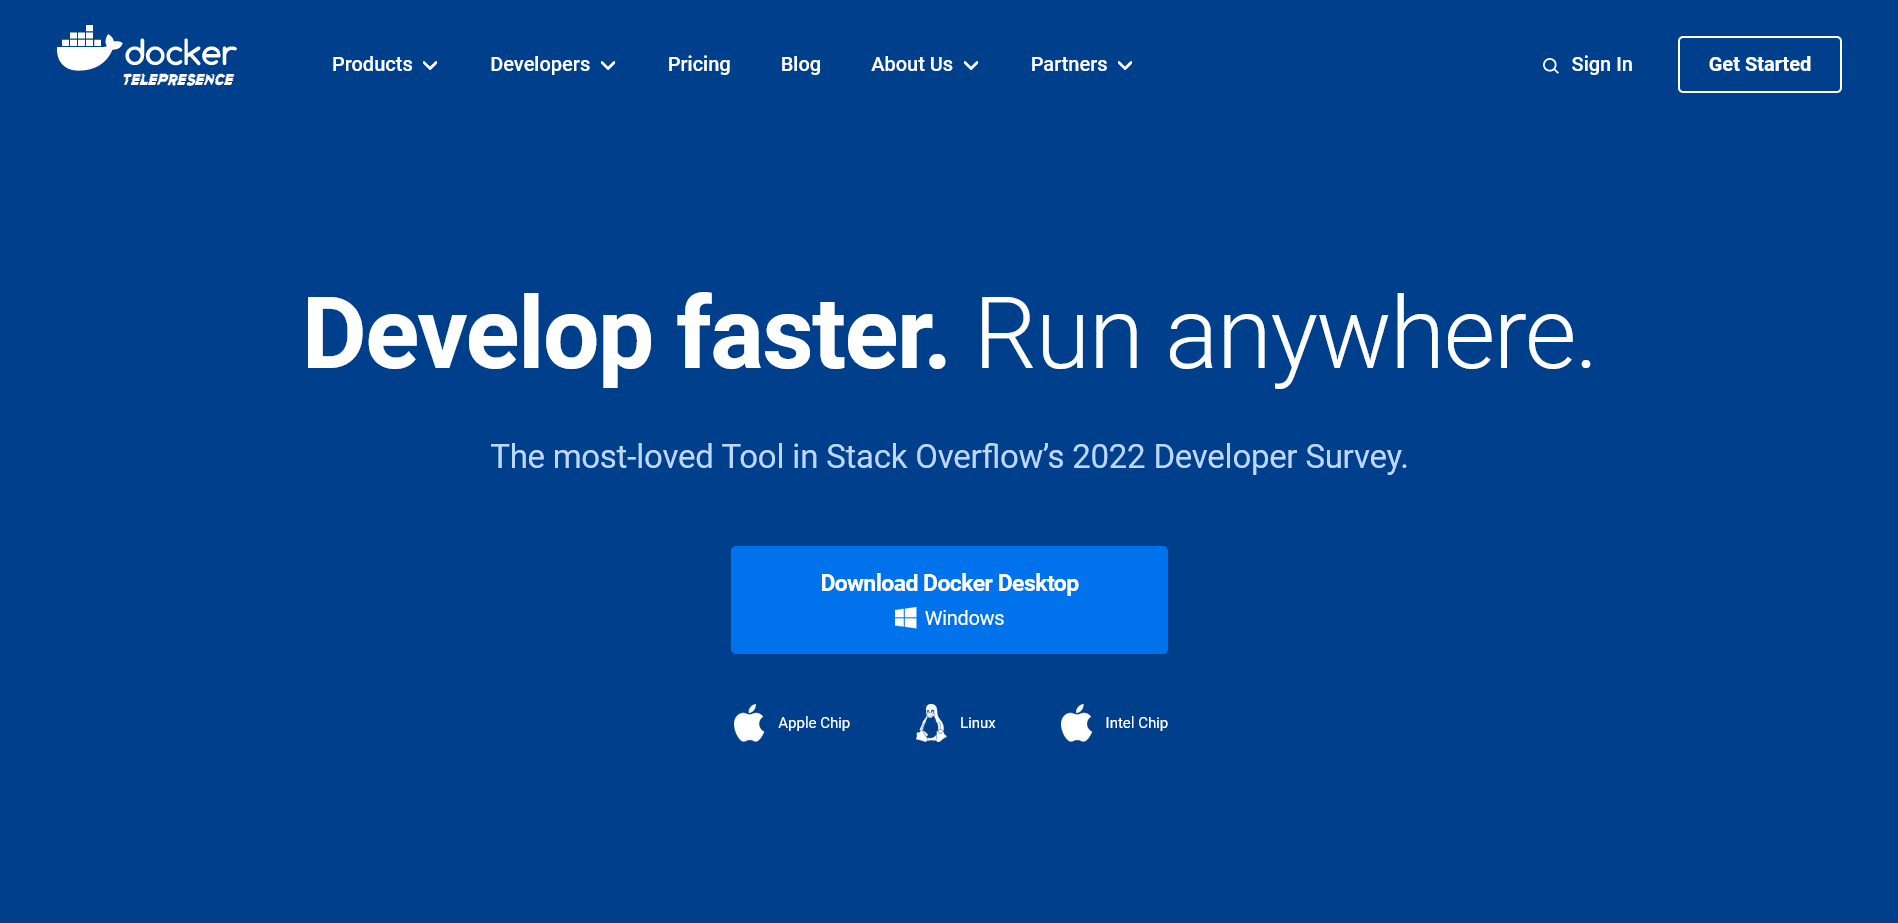 docker
TELEPRESENCE
Products
Developers
Pricing
Blog
About Us
Partners
Sign In
Get Started
Develop faster. Run anywhere.
The most-loved Tool in Stack Overflow’s 2022 Developer Survey.
Download Docker Desktop
Windows
Apple Chip
Linux
Intel Chip